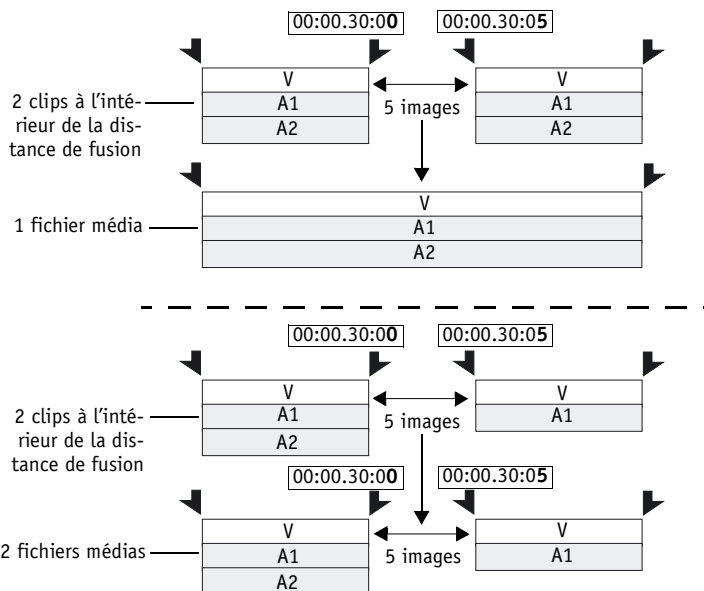 00:00.30:00 00:00.30:05
V V
2 clips à l'inté-
rieur de la dis-
tance de fusion
A1 5 images A1
A2 A2
V
1 fichier média
A1
A2
00:00.30:00 00:00.30:05
V V
2 clips à l'inté-
rieur de la dis-
tance de fusion
A1 5 images A1
A2
00:00.30:00 00:00.30:05
V V
2 fichiers médias
A1 5 images A1
A2